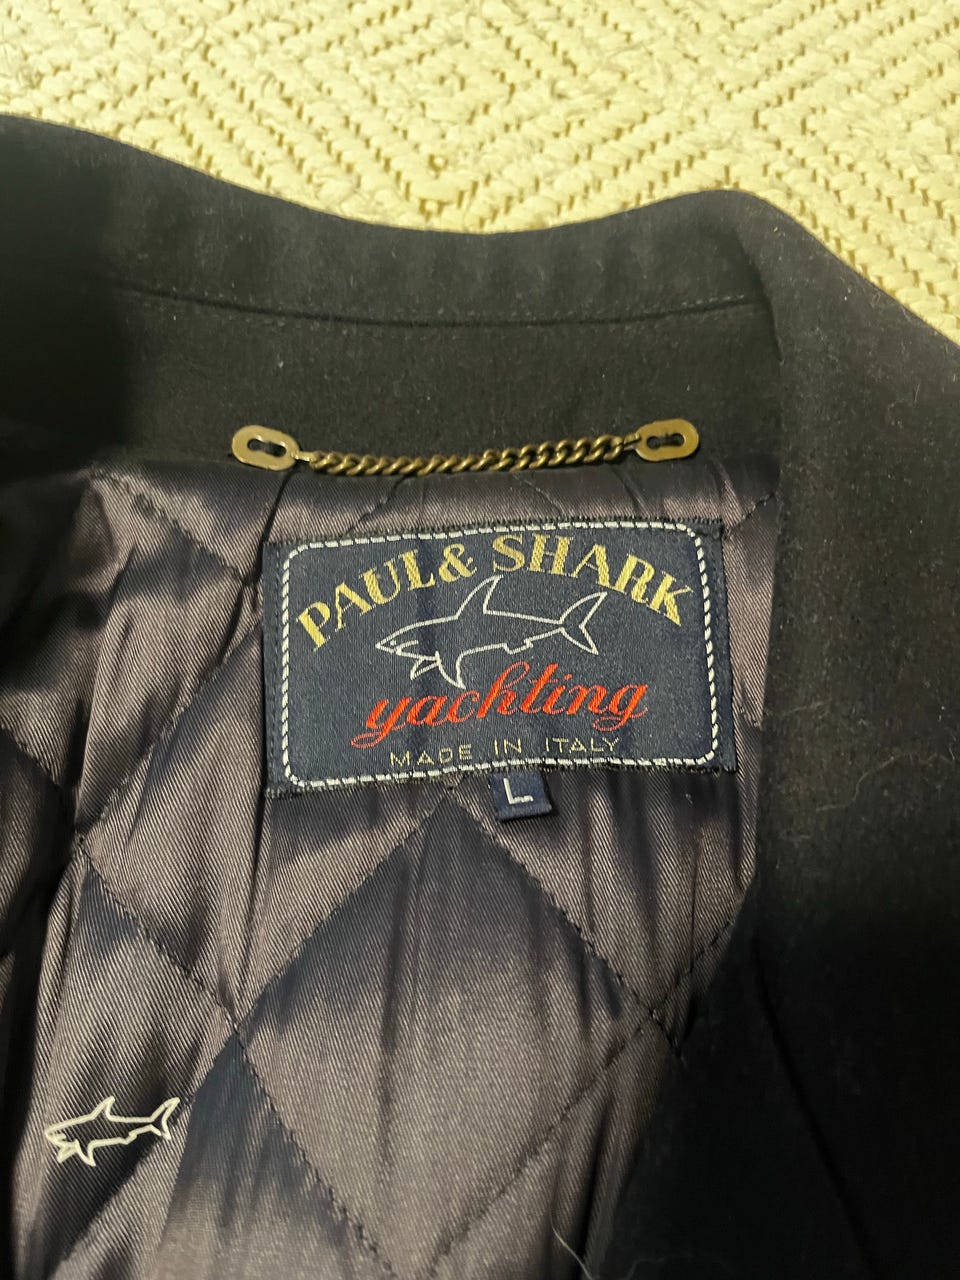 PAUL & SHARK
yachting
MADE IN ITALY
L